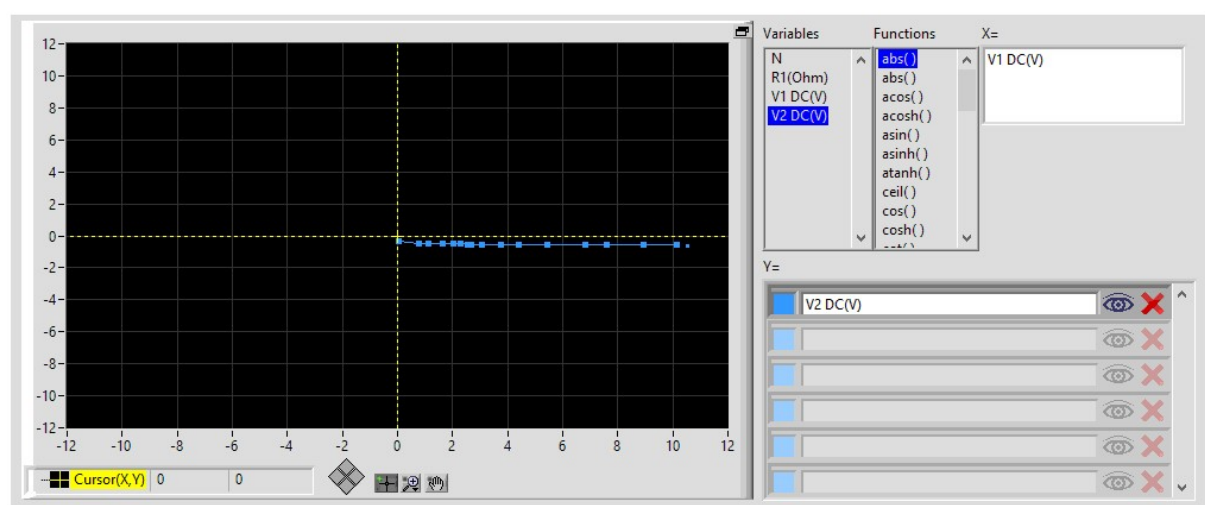 12
10
8
6
4
2
0
-2
-4
-6
-8
-10
-12
-12 -10 -8 -6 -4 -2 0 2 4 6 8 10 12
Cursor(X,Y) 0 0
Variables
N
R1(Ohm)
V1 DC(V)
V2 DC(V)
Functions
abs( )
abs( )
acos( )
acosh( )
asin( )
asinh( )
atanh( )
ceil( )
cos( )
cosh( )
X=
V1 DC(V)
Y=
V2 DC(V)